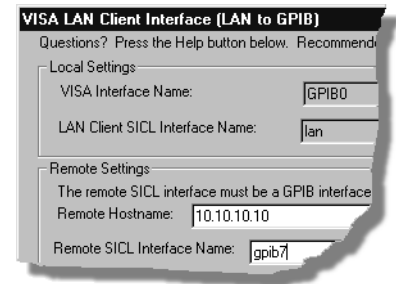 VISA LAN Client Interface (LAN to GPIB)
Questions? Press the Help button below. Recommende
Local Settings
VISA Interface Name: GPIB0
LAN Client SICL Interface Name: lan
Remote Settings
The remote SICL interface must be a GPIB interface
Remote Hostname: 10.10.10.10
Remote SICL Interface Name: gpib7